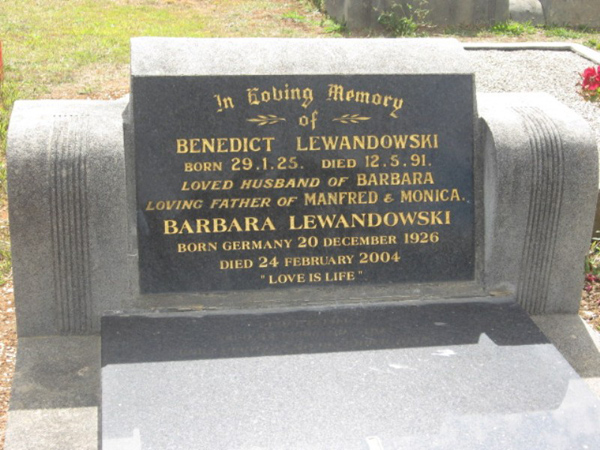 In Loving Memory
of
BENEDICT LEWANDOWSKI
BORN 29.1.25. DIED 12.5.91.
LOVED HUSBAND OF BARBARA
LOVING FATHER OF MANFRED & MONICA.
BARBARA LEWANDOWSKI
BORN GERMANY 20 DECEMBER 1926
DIED 24 FEBRUARY 2004
"LOVE IS LIFE"